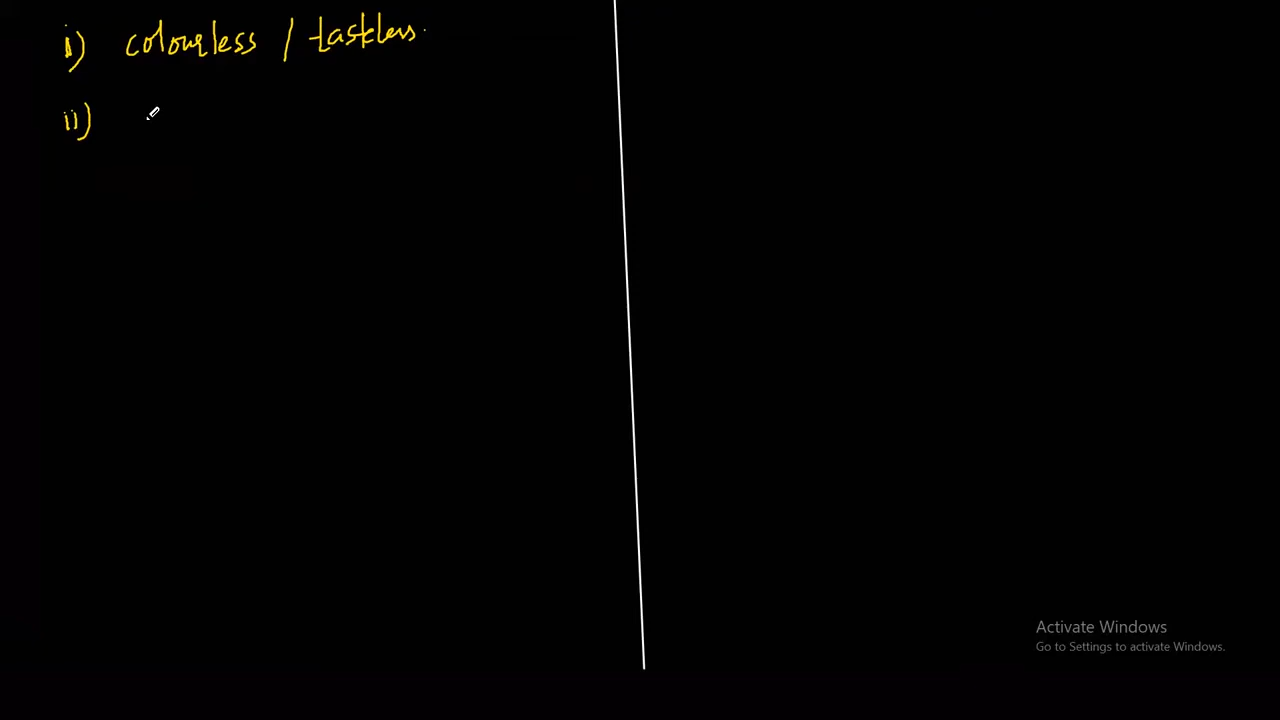 i) colourless / tasteless.
ii)
Activate Windows
Go to Settings to activate Windows.